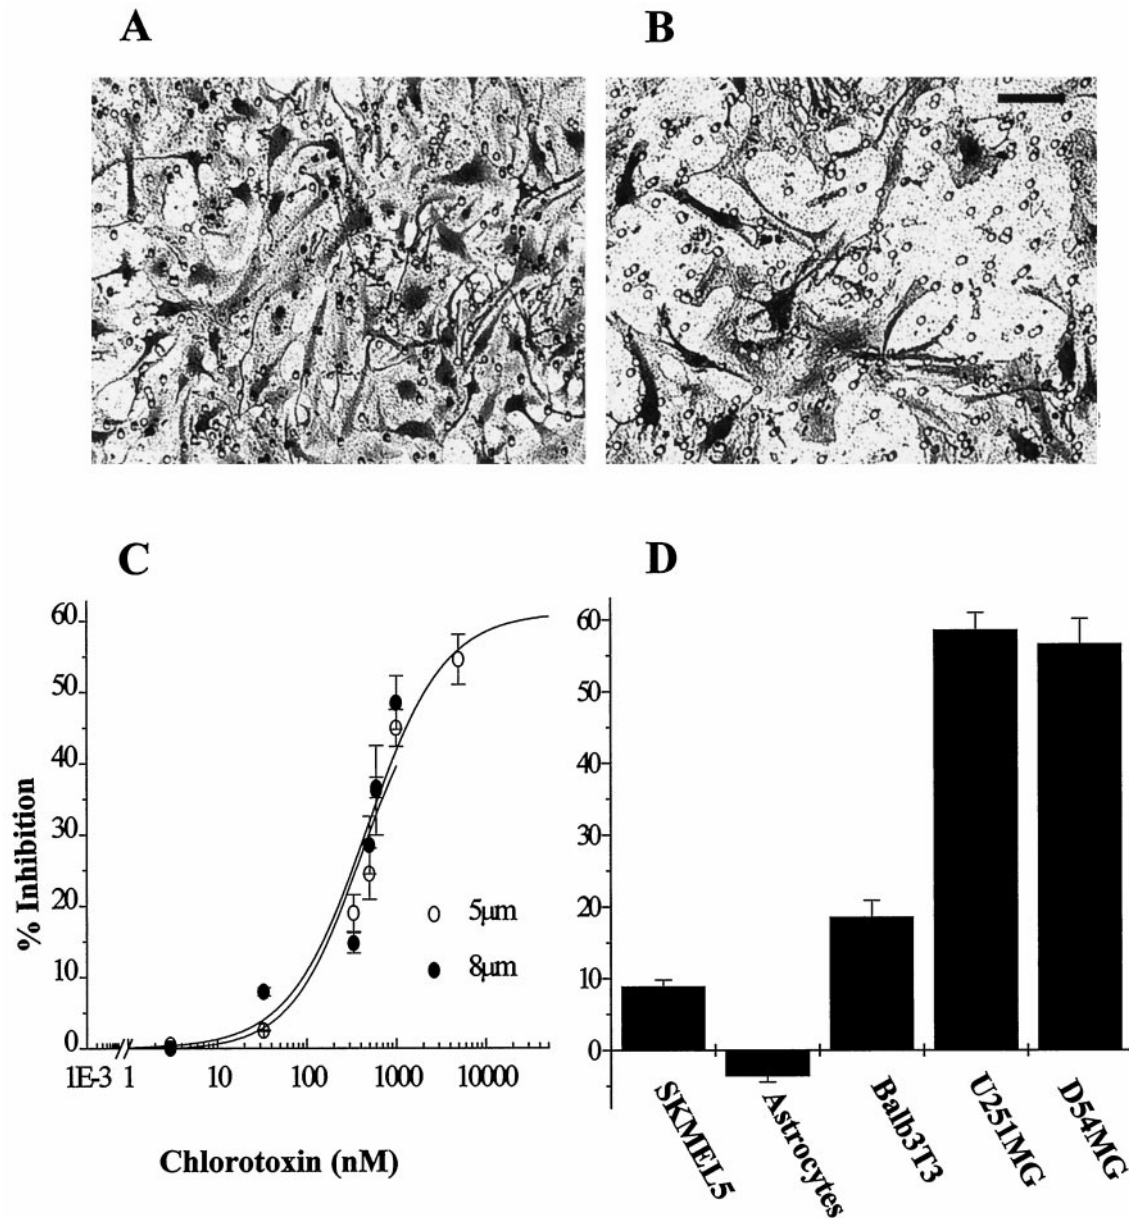 A
B
C
D
60
50
40
30
20
10
0
% Inhibition
5µm
8µm
1E-3 1 10 100 1000 10000
Chlorotoxin (nM)
60
50
40
30
20
10
0
SKMEL5
Astrocytes
Balb3T3
U251MG
D54MG